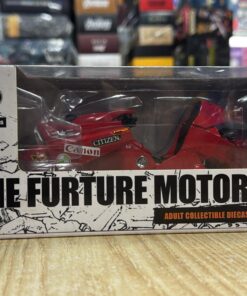 CITIZEN
Canon
HE FURTURE MOTOR
ADULT COLLECTIBLE DIECAS